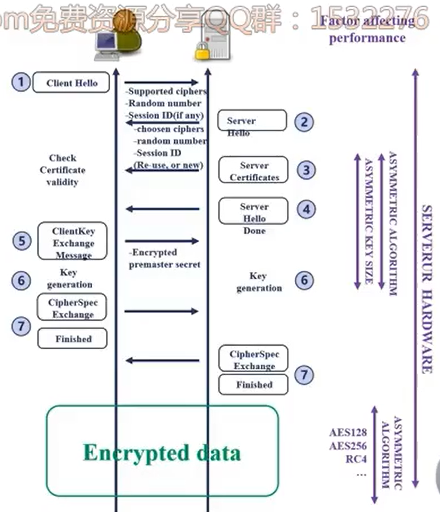 om免费资源分享QQ群：1532276
Factor affecting
performance
1
Client Hello
-Supported ciphers
-Random number
-Session ID(if any)
Server
Hello
2
-choosen ciphers
-random number
-Session ID
(Re-use, or new)
Check
Certificate
validity
Server
Certificates
3
Server
Hello
Done
4
5
ClientKey
Exchange
Message
-Encrypted
premaster secret
6
Key
generation
Key
generation
6
7
CipherSpec
Exchange
Finished
CipherSpec
Exchange
Finished
7
ASYMMETRIC KEY SIZE
ASYMMETRIC ALGORITHM
SERVERUR HARDWARE
Encrypted data
AES128
AES256
RC4
...
ASYMMETRIC
ALGORITHM